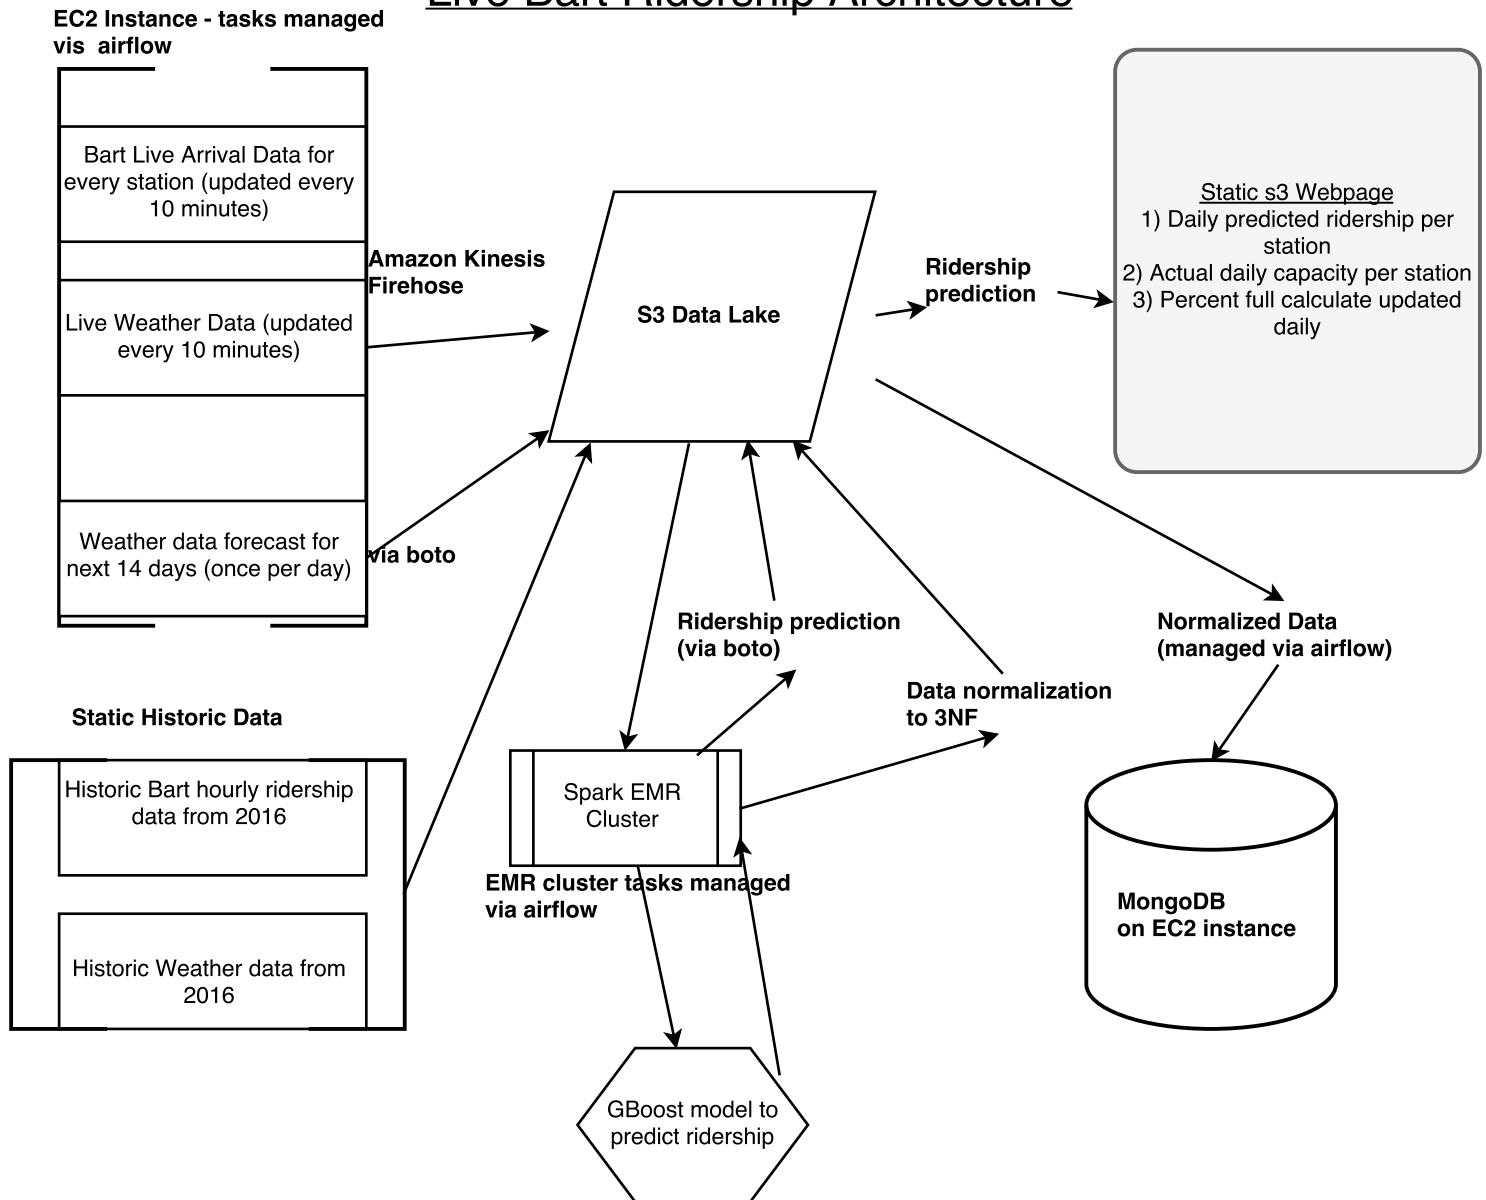 Live Bart Ridership Architecture
EC2 Instance - tasks managed
vis airflow
Bart Live Arrival Data for
every station (updated every
10 minutes)
Amazon Kinesis
Firehose
Live Weather Data (updated
every 10 minutes)
Weather data forecast for
next 14 days (once per day)
via boto
S3 Data Lake
Ridership
prediction
Static s3 Webpage
1) Daily predicted ridership per
station
2) Actual daily capacity per station
3) Percent full calculate updated
daily
Ridership prediction
(via boto)
Data normalization
to 3NF
Normalized Data
(managed via airflow)
Static Historic Data
Historic Bart hourly ridership
data from 2016
Historic Weather data from
2016
Spark EMR
Cluster
EMR cluster tasks managed
via airflow
MongoDB
on EC2 instance
GBoost model to
predict ridership